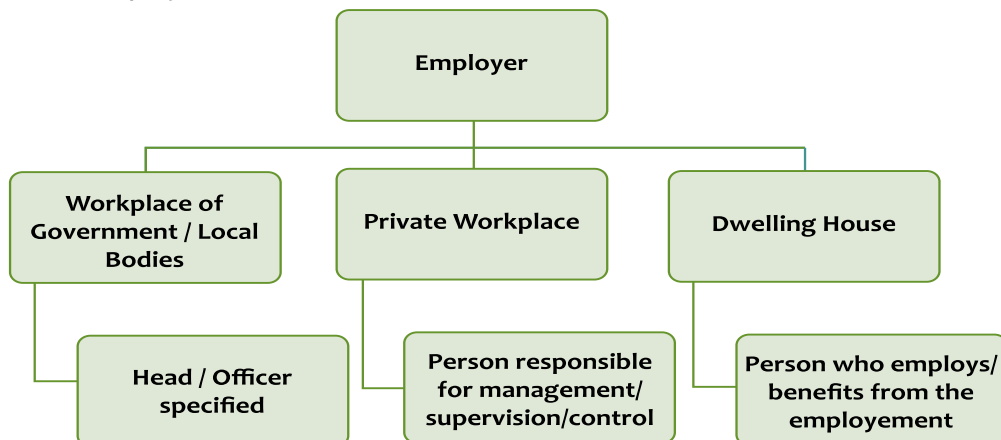 Employer
Workplace of
Government / Local
Bodies
Private Workplace
Dwelling House
Head / Officer
specified
Person responsible
for management/
supervision/control
Person who employs/
benefits from the
employement